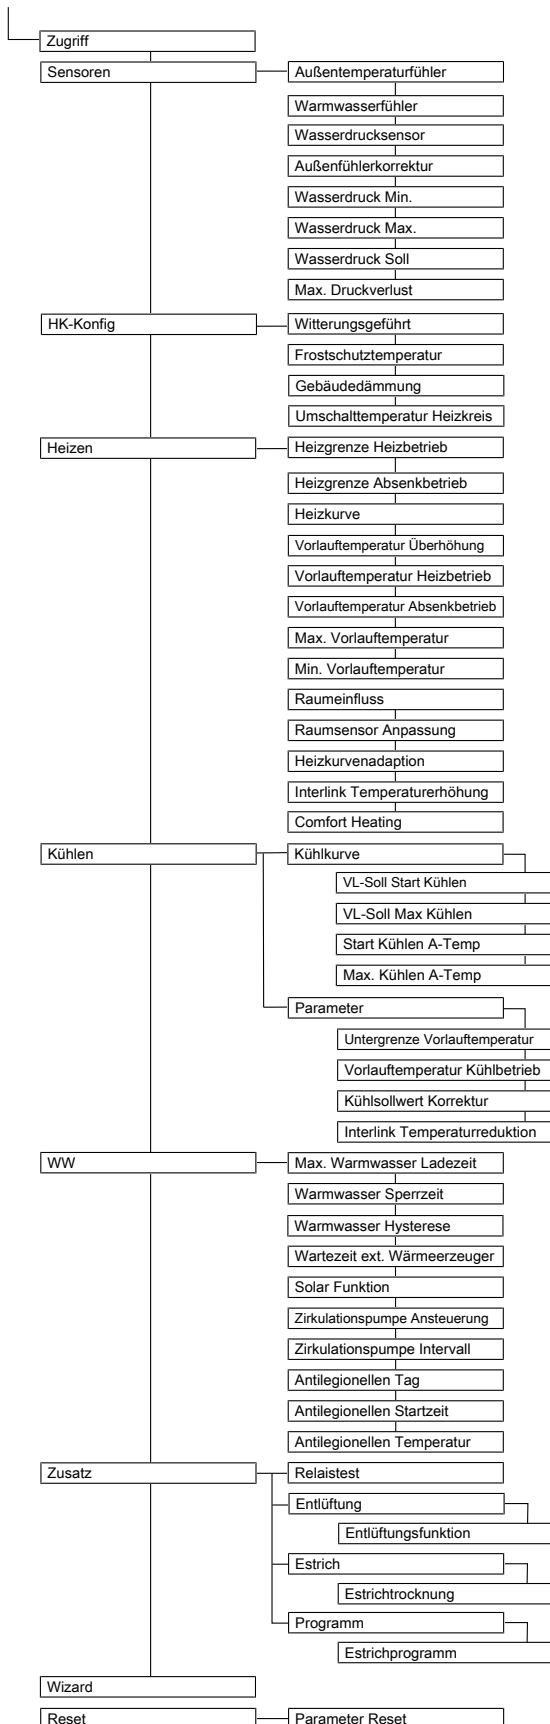 Zugriff
Sensoren
Außentemperaturfühler
Warmwasserfühler
Wasserdrucksensor
Außenfühlerkorrektur
Wasserdruck Min.
Wasserdruck Max.
Wasserdruck Soll
Max. Druckverlust
HK-Konfig
Witterungsgeführt
Frostschutztemperatur
Gebäudedämmung
Umschalttemperatur Heizkreis
Heizen
Heizgrenze Heizbetrieb
Heizgrenze Absenkbetrieb
Heizkurve
Vorlauftemperatur Überhöhung
Vorlauftemperatur Heizbetrieb
Vorlauftemperatur Absenkbetrieb
Max. Vorlauftemperatur
Min. Vorlauftemperatur
Raumeinfluss
Raumsensor Anpassung
Heizkurvenadaption
Interlink Temperaturerhöhung
Comfort Heating
Kühlen
Kühlkurve
VL-Soll Start Kühlen
VL-Soll Max Kühlen
Start Kühlen A-Temp
Max. Kühlen A-Temp
Parameter
Untergrenze Vorlauftemperatur
Vorlauftemperatur Kühlbetrieb
Kühlsollwert Korrektur
Interlink Temperaturreduktion
WW
Max. Warmwasser Ladezeit
Warmwasser Sperrzeit
Warmwasser Hysterese
Wartezeit ext. Wärmeerzeuger
Solar Funktion
Zirkulationspumpe Ansteuerung
Zirkulationspumpe Intervall
Antilegionellen Tag
Antilegionellen Startzeit
Antilegionellen Temperatur
Zusatz
Relaistest
Entlüftung
Entlüftungsfunktion
Estrich
Estrichtrocknung
Programm
Estrichprogramm
Wizard
Reset
Parameter Reset